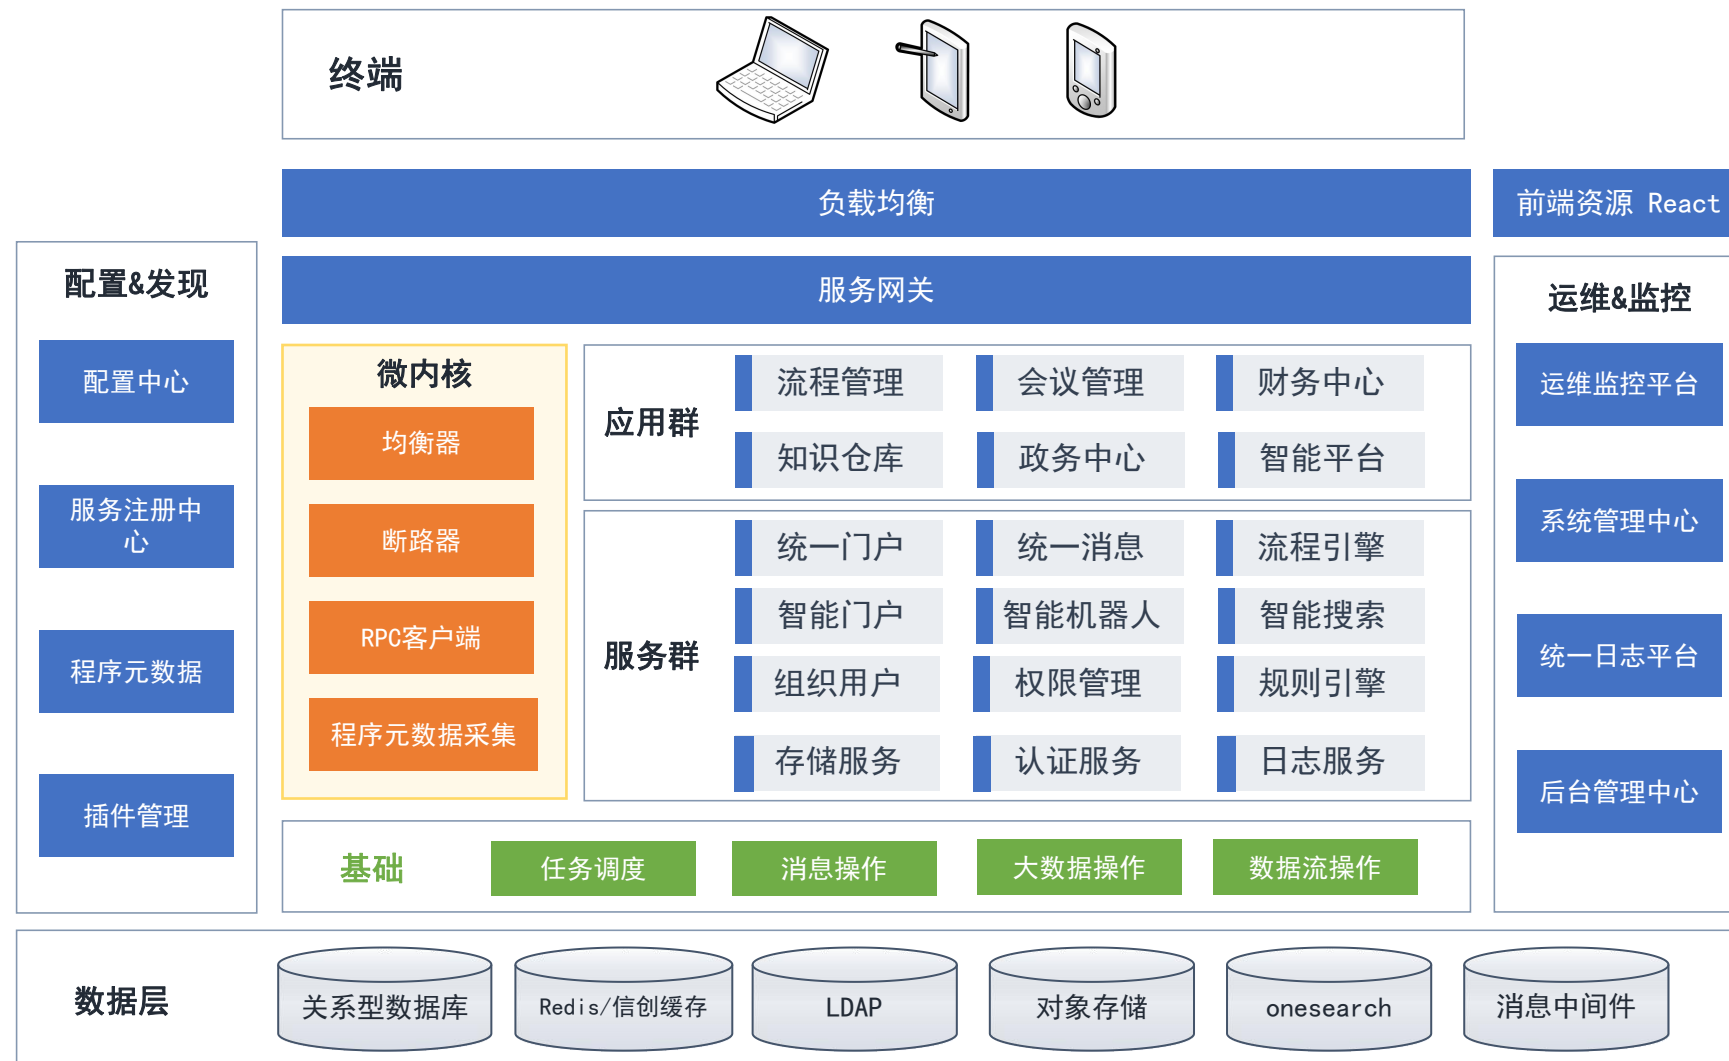 终端
负载均衡
前端资源 React
服务网关
配置&发现
配置中心
服务注册中
心
程序元数据
插件管理
微内核
均衡器
断路器
RPC客户端
程序元数据采集
应用群
流程管理
会议管理
财务中心
知识仓库
政务中心
智能平台
服务群
统一门户
统一消息
流程引擎
智能门户
智能机器人
智能搜索
组织用户
权限管理
规则引擎
存储服务
认证服务
日志服务
运维&监控
运维监控平台
系统管理中心
统一日志平台
后台管理中心
基础
任务调度
消息操作
大数据操作
数据流操作
数据层
关系型数据库
Redis/信创缓存
LDAP
对象存储
onesearch
消息中间件